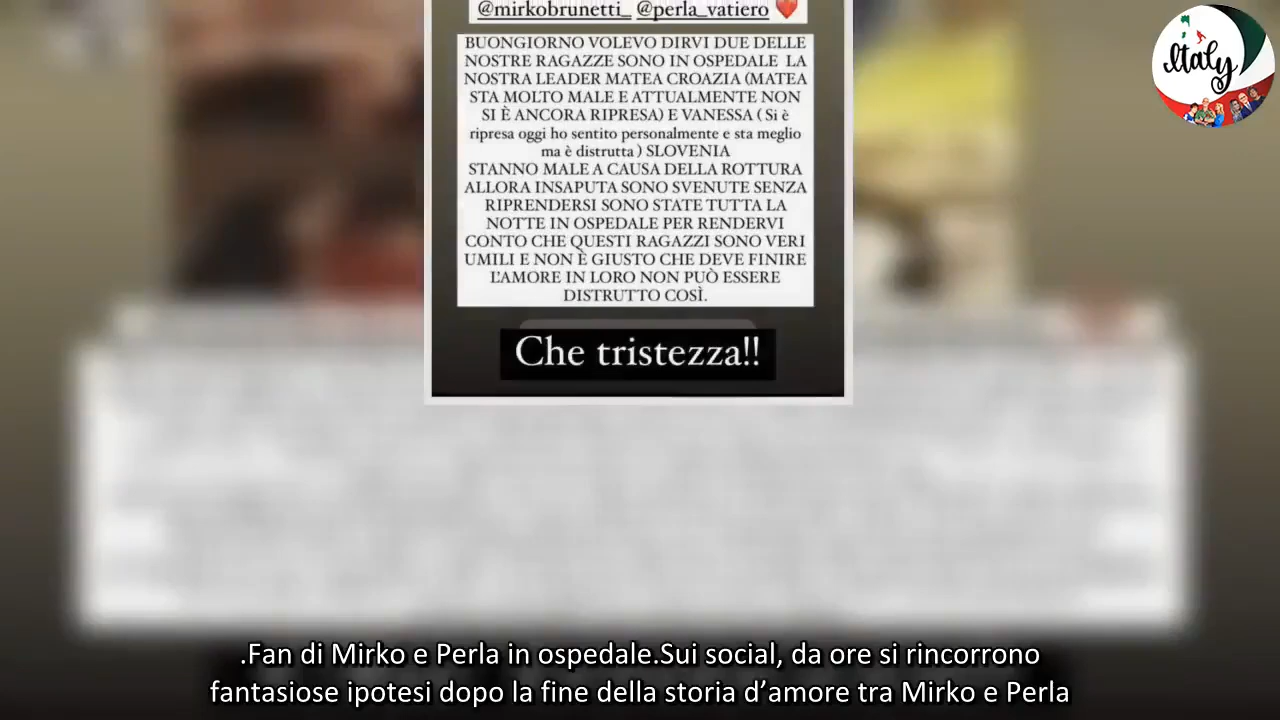 @mirkobrunetti_ @perla_vatiero ❤️
Italy
BUONGIORNO VOLEVO DIRVI DUE DELLE
NOSTRE RAGAZZE SONO IN OSPEDALE LA
NOSTRA LEADER MATEA CROAZIA (MATEA
STA MOLTO MALE E ATTUALMENTE NON
SI È ANCORA RIPRESA) E VANESSA ( Si è
ripresa oggi ho sentito personalmente e sta meglio
ma è distrutta ) SLOVENIA
STANNO MALE A CAUSA DELLA ROTTURA
ALLORA INSAPUTA SONO SVENUTE SENZA
RIPRENDERSI SONO STATE TUTTA LA
NOTTE IN OSPEDALE PER RENDERVI
CONTO CHE QUESTI RAGAZZI SONO VERI
UMILI E NON È GIUSTO CHE DEVE FINIRE
L'AMORE IN LORO NON PUÒ ESSERE
DISTRUTTO COSÌ.
Che tristezza!!
.Fan di Mirko e Perla in ospedale.Sui social, da ore si rincorrono
fantasiose ipotesi dopo la fine della storia d’amore tra Mirko e Perla